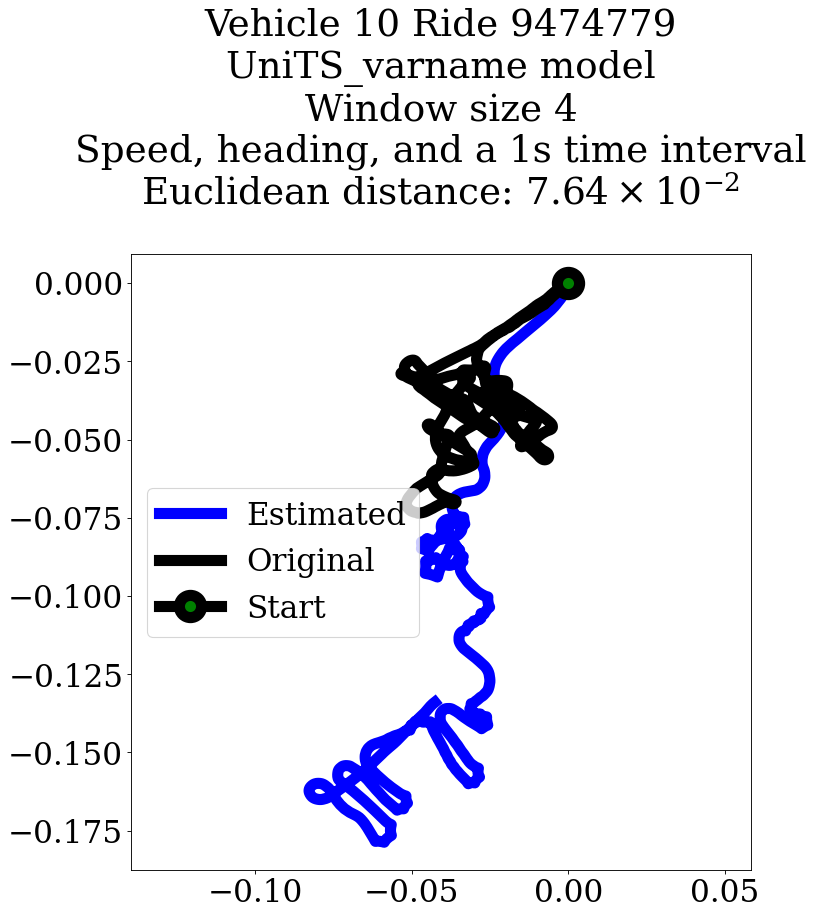 Vehicle 10 Ride 9474779
UniTS_varname model
Window size 4
Speed, heading, and a 1s time interval
Euclidean distance: 7.64 × 10⁻²
0.000
−0.025
−0.050
−0.075
−0.100
−0.125
−0.150
−0.175
Estimated
Original
Start
−0.10 −0.05 0.00 0.05